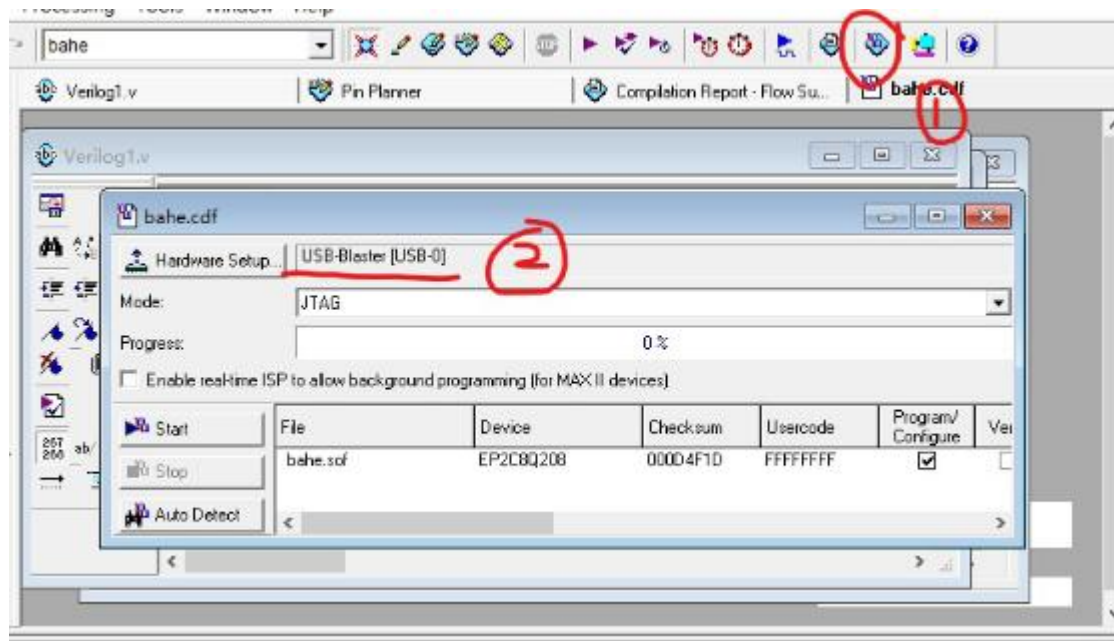 Processing Tools Window Help
bahe
Verilog1.v
Pin Planner
Compilation Report - Flow Su...
bahe.cdf
1
Verilog1.v
bahe.cdf
Hardware Setup...
USB-Blaster [USB-0]
2
Mode:
JTAG
Progress:
0 %
Enable real-time ISP to allow background programming (for MAX II devices)
Start
Stop
Auto Detect
File Device Checksum Usercode Program/
Configure
Ver
bahe.sof EP2C8Q208 000D4F1D FFFFFFFF
267
268
ab/